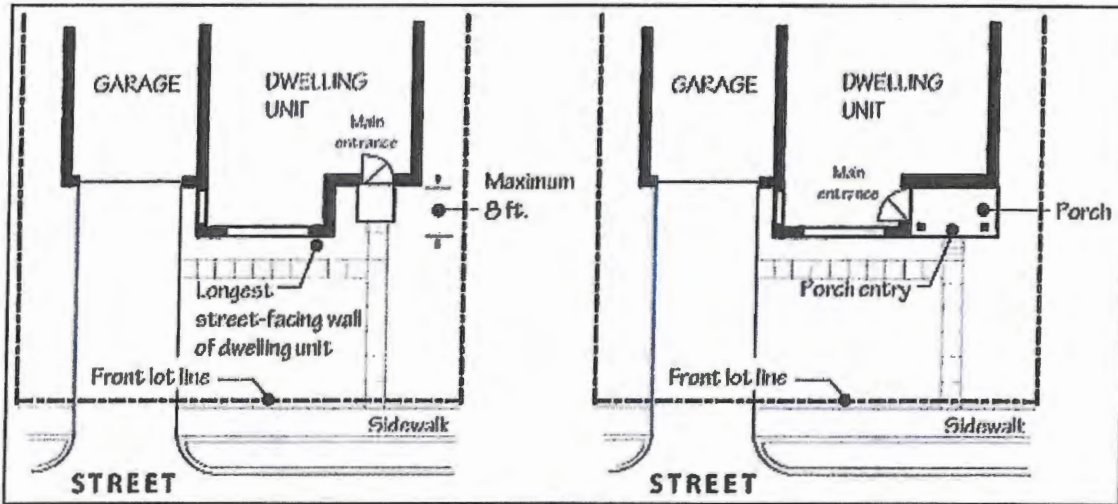 GARAGE
DWELLING
UNIT
Main
entrance
Maximum
8 ft.
Longest
street-facing wall
of dwelling unit
Front lot line
Sidewalk
STREET
GARAGE
DWELLING
UNIT
Main
entrance
Porch
Porch entry
Front lot line
Sidewalk
STREET